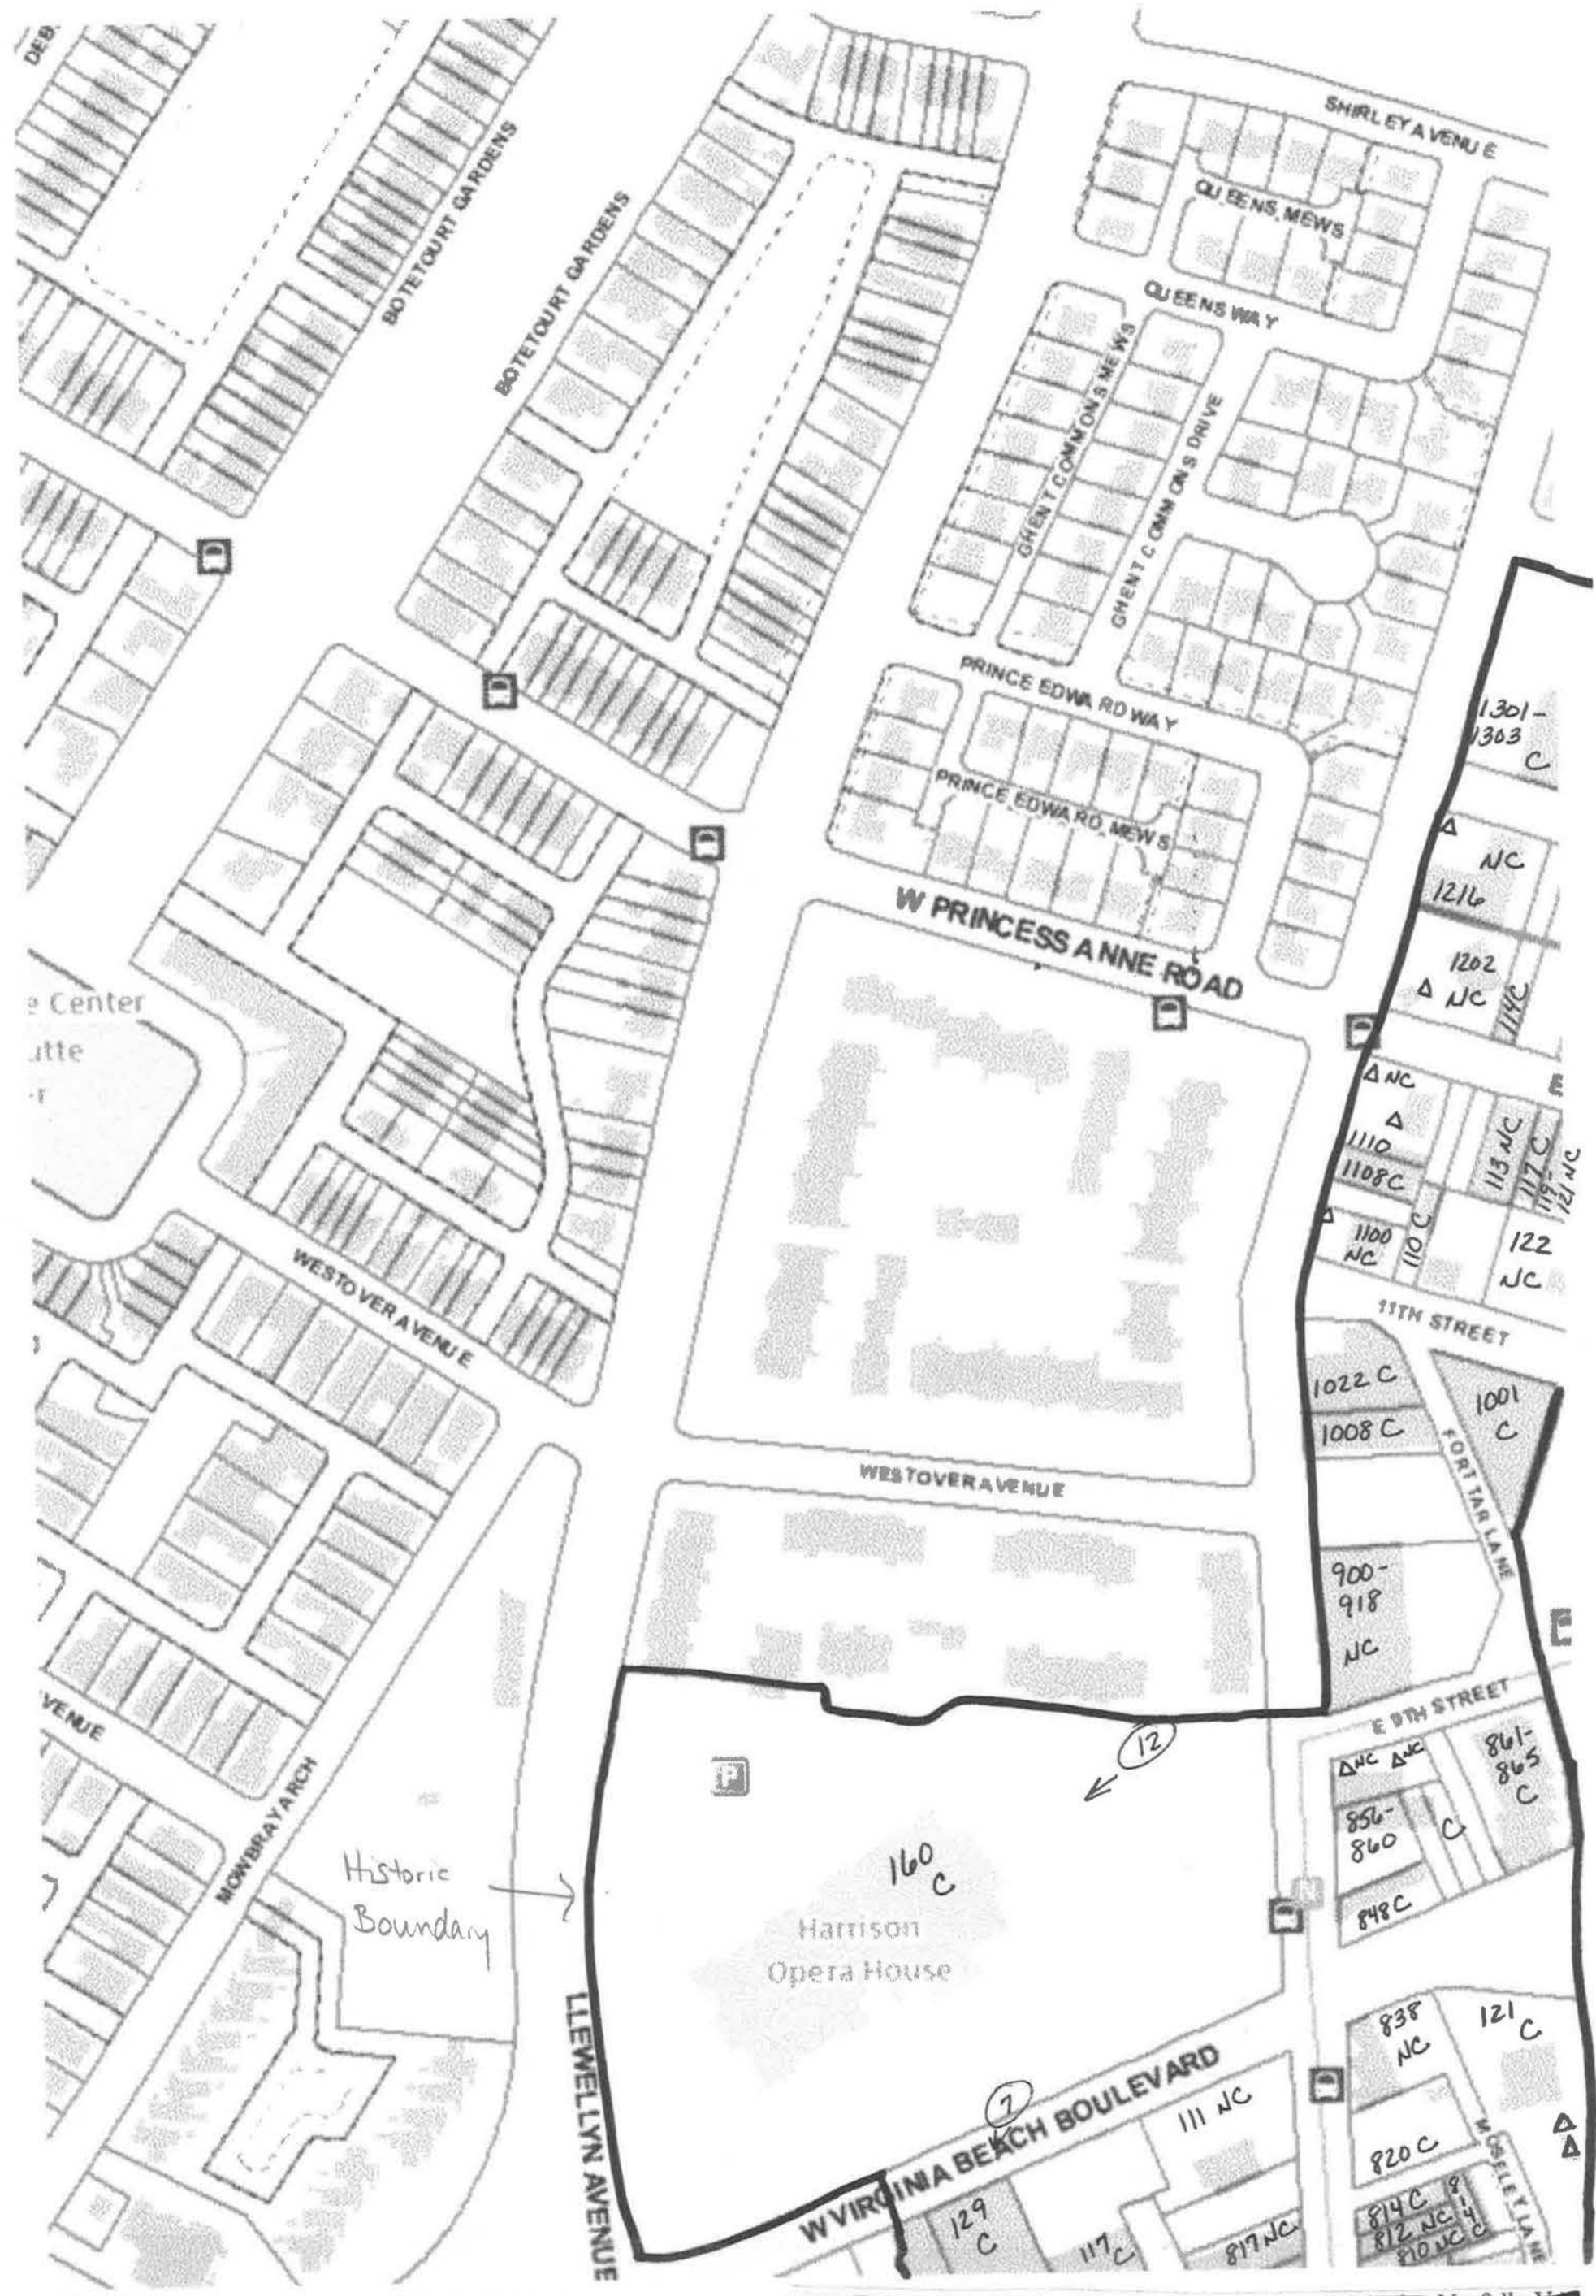 DEB
SHIRLEY AVENUE
BOTETOURT GARDENS
BOTETOURT GARDENS
QUEENS MEWS
QUEENS WAY
GHENT COMMONS MEWS
GHENT COMMONS DRIVE
PRINCE EDWARD WAY
1301-
1303
C
PRINCE EDWARD MEWS
NC
1216
W PRINCESS ANNE ROAD
1202
NC
114C
e Center
utte
r
NC
E
1110
1108C
113 NC
117 C
119-
121 NC
1100
NC
110 C
122
NC
WESTOVER AVENUE
11TH STREET
1022 C
1001
C
1008 C
FORT TAR LANE
WESTOVER AVENUE
900-
918
NC
VENUE
E 9TH STREET
12
P
NC NC
861-
865
C
MOWBRAY ARCH
856-
860
C
Historic
Boundary
160
C
848 C
Harrison
Opera House
LLEWELLYN AVENUE
838
NC
121
C
7
W VIRGINIA BEACH BOULEVARD
111 NC
820 C
MOSELEY LANE
129
C
117 C
817 NC
814 C
812 NC
810 NC
814 C